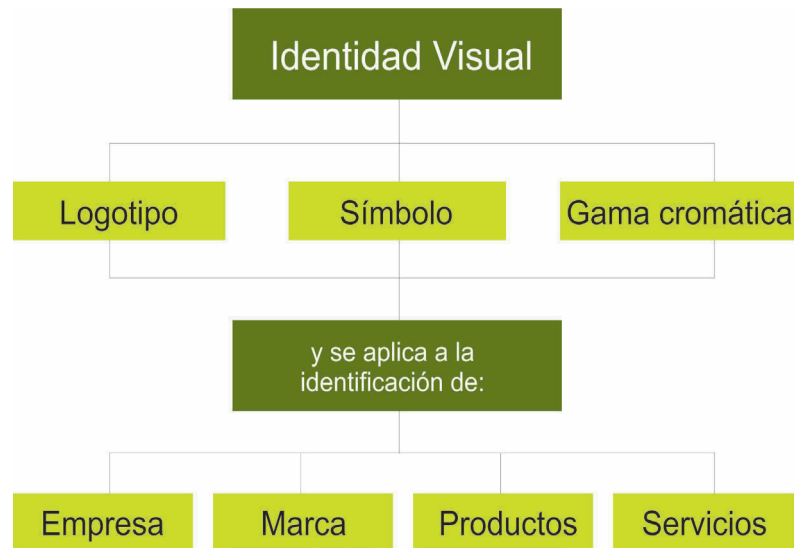 Identidad Visual
Logotipo
Símbolo
Gama cromática
y se aplica a la
identificación de:
Empresa
Marca
Productos
Servicios